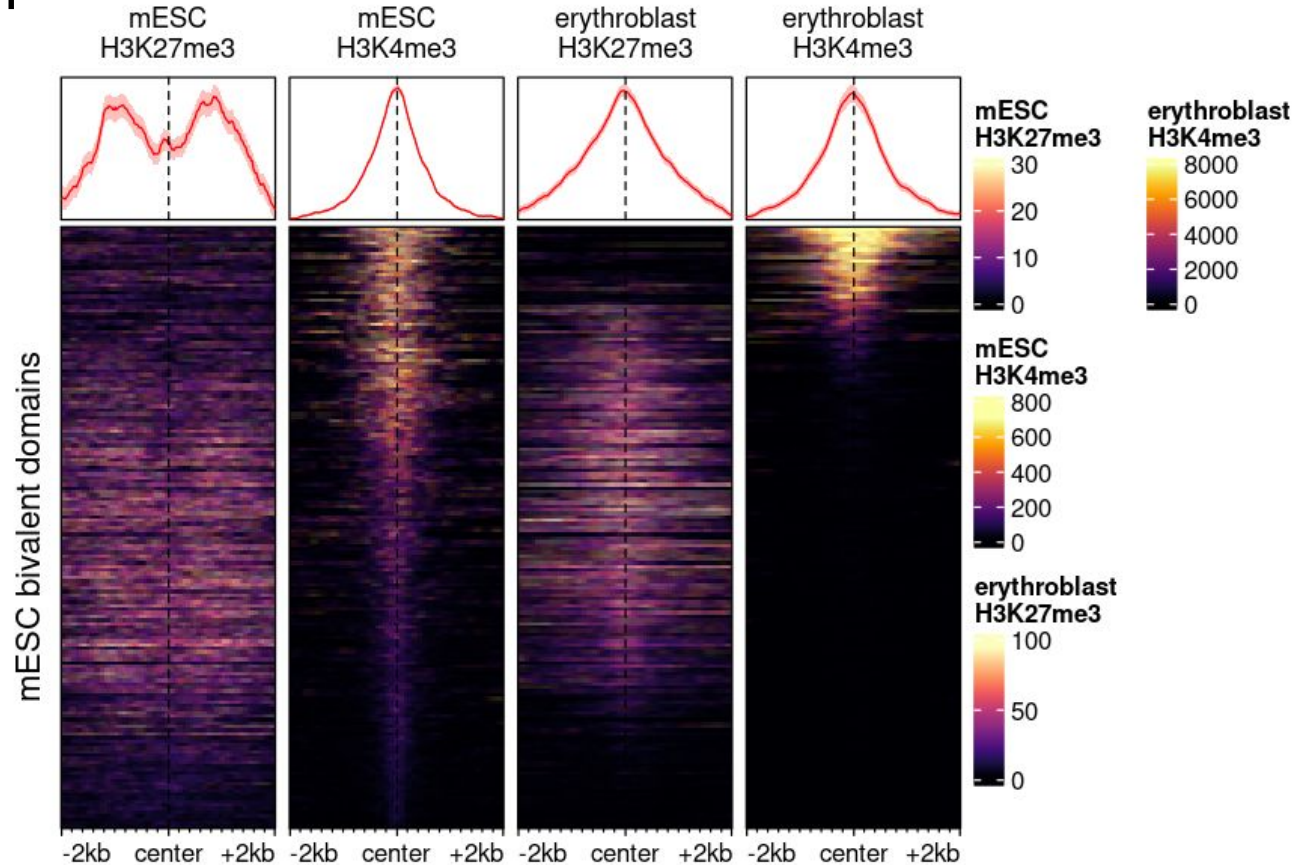 mESC
H3K27me3
mESC
H3K4me3
erythroblast
H3K27me3
erythroblast
H3K4me3
mESC bivalent domains
-2kb center +2kb
-2kb center +2kb
-2kb center +2kb
-2kb center +2kb
mESC
H3K27me3
30
20
10
0
erythroblast
H3K4me3
8000
6000
4000
2000
0
mESC
H3K4me3
800
600
400
200
0
erythroblast
H3K27me3
100
50
0